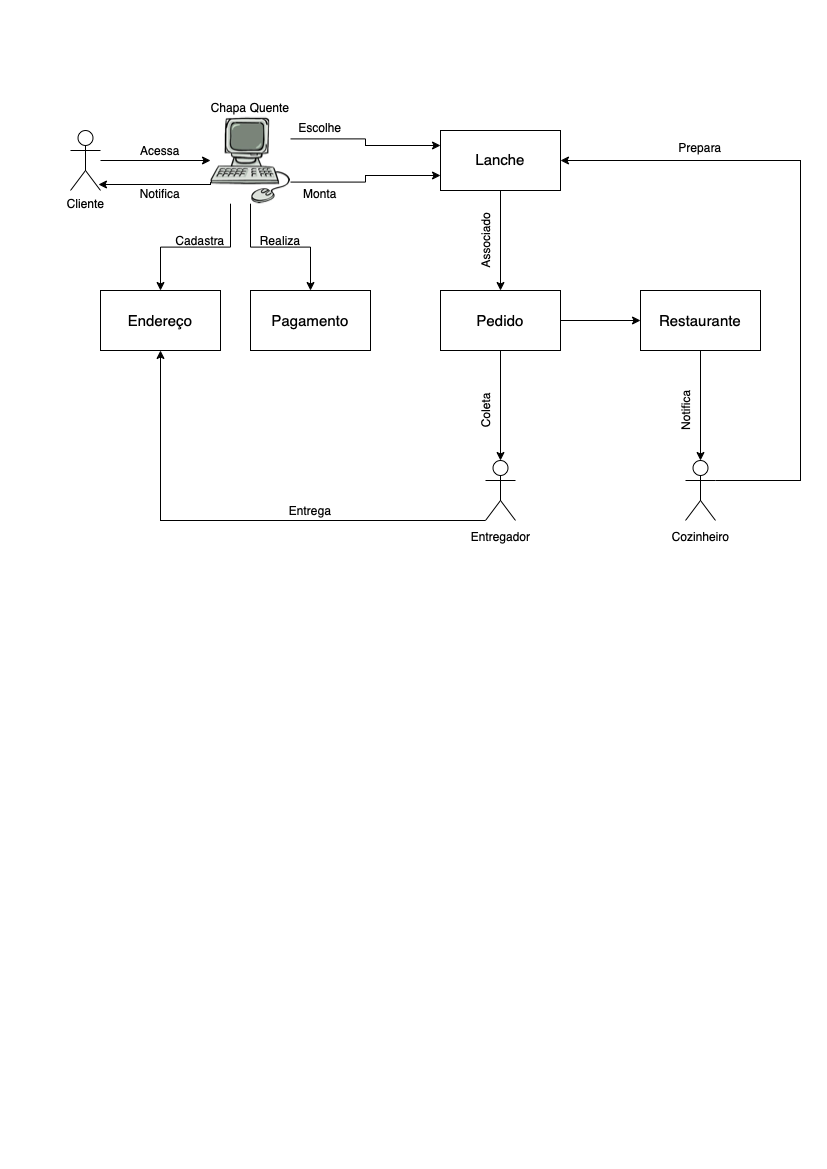 Chapa Quente
Escolhe
Acessa
Lanche
Prepara
Notifica
Monta
Cliente
Cadastra
Realiza
Associado
Endereço
Pagamento
Pedido
Restaurante
Coleta
Notifica
Entrega
Entregador
Cozinheiro